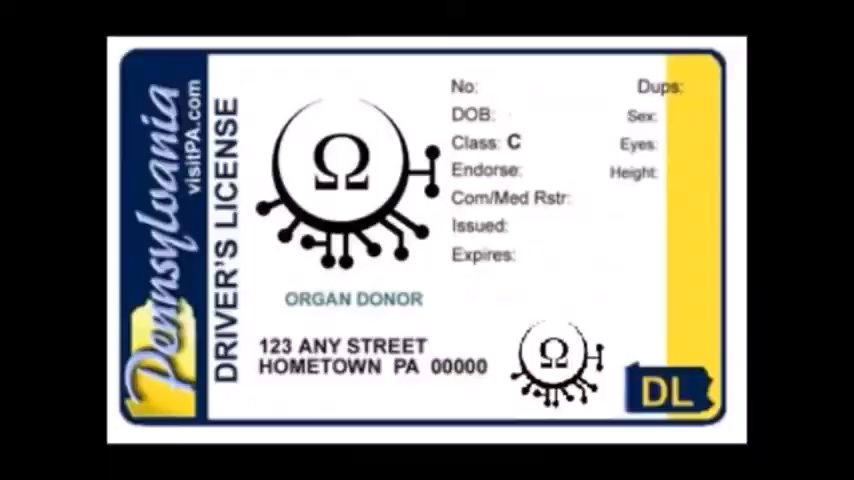 Pennsylvania
visitPA.com
DRIVER'S LICENSE
Ω
No:
Dups:
DOB:
Sex:
Class: C
Eyes:
Endorse:
Height:
Com/Med Rstr:
Issued:
Expires:
ORGAN DONOR
123 ANY STREET
HOMETOWN PA 00000
Ω
DL